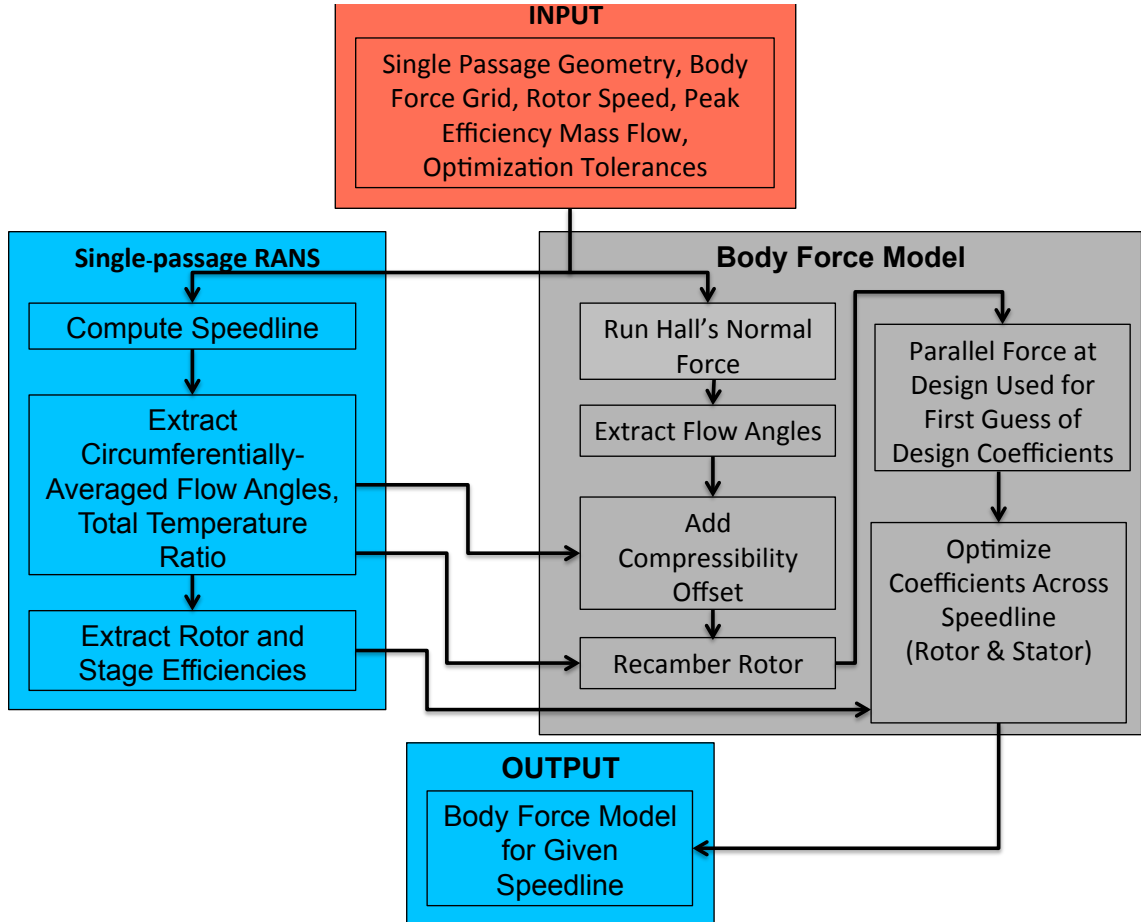 INPUT
Single Passage Geometry, Body
Force Grid, Rotor Speed, Peak
Efficiency Mass Flow,
Optimization Tolerances
Single-passage RANS
Compute Speedline
Extract
Circumferentially-
Averaged Flow Angles,
Total Temperature
Ratio
Extract Rotor and
Stage Efficiencies
Body Force Model
Run Hall's Normal
Force
Extract Flow Angles
Add
Compressibility
Offset
Recamber Rotor
Parallel Force at
Design Used for
First Guess of
Design Coefficients
Optimize
Coefficients Across
Speedline
(Rotor & Stator)
OUTPUT
Body Force Model
for Given
Speedline